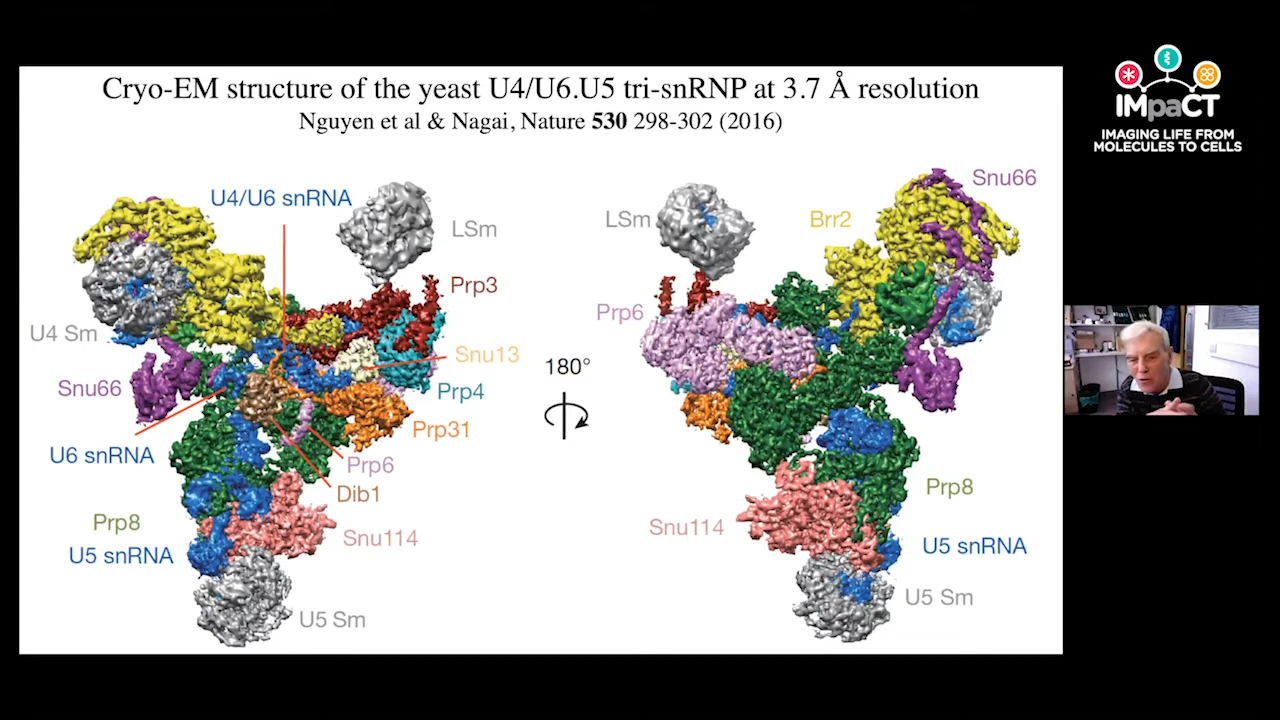 Cryo-EM structure of the yeast U4/U6.U5 tri-snRNP at 3.7 Å resolution
Nguyen et al & Nagai, Nature 530 298-302 (2016)
U4/U6 snRNA
LSm
Prp3
U4 Sm
Snu13
Snu66
Prp4
Prp31
U6 snRNA
Prp6
Dib1
Prp8
Snu114
U5 snRNA
U5 Sm
180°
LSm
Brr2
Snu66
Prp6
Prp8
Snu114
U5 snRNA
U5 Sm
IMpaCT
IMAGING LIFE FROM
MOLECULES TO CELLS